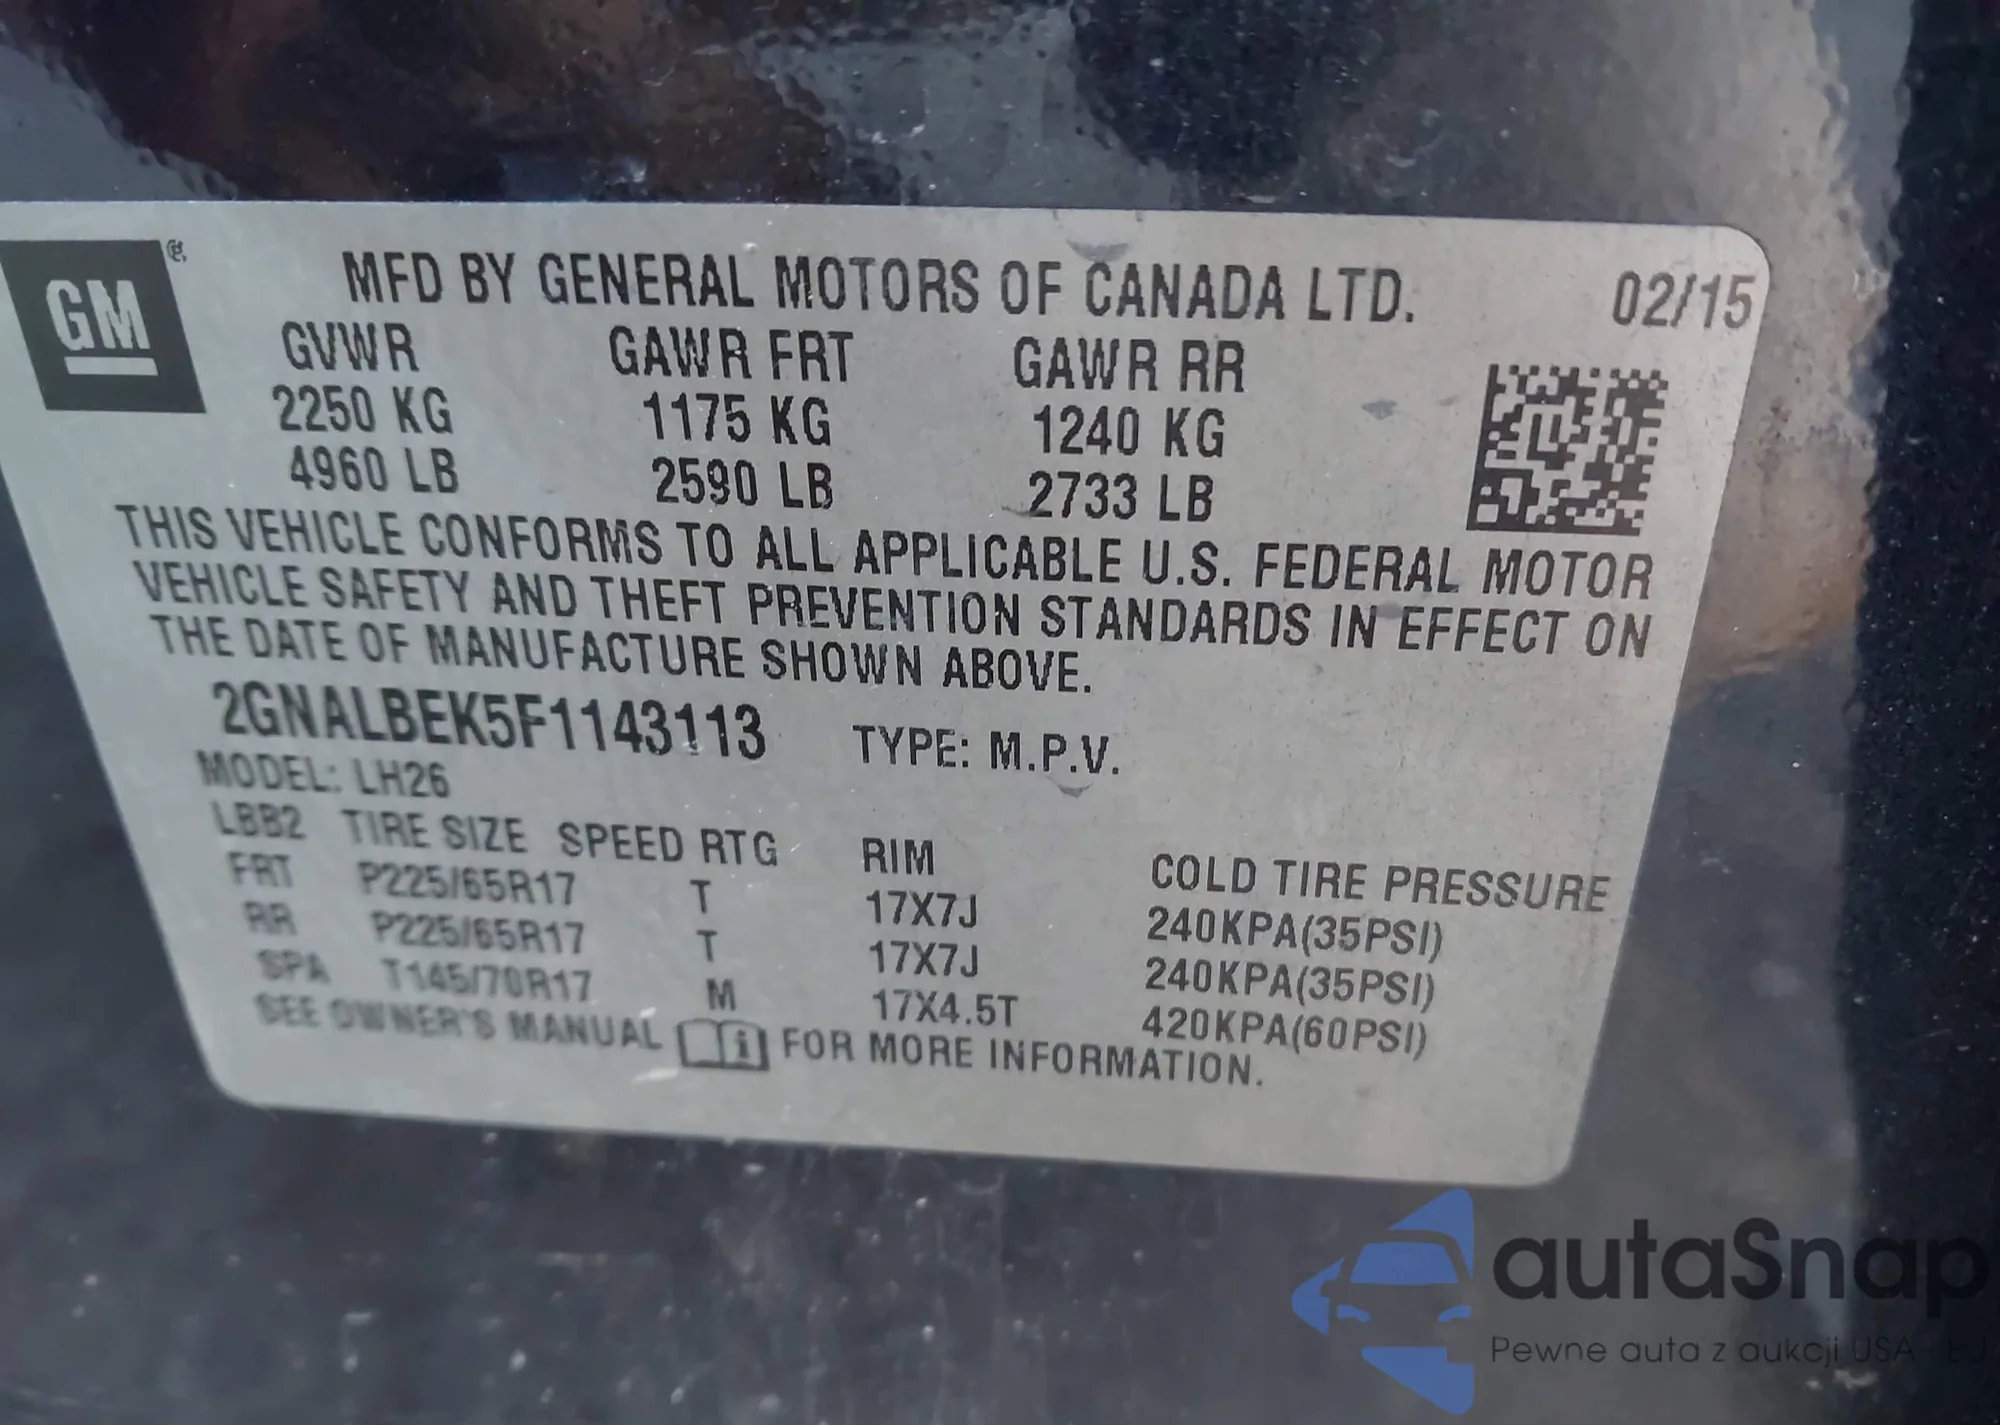 GM
MFD BY GENERAL MOTORS OF CANADA LTD. 02/15
GVWR GAWR FRT GAWR RR
2250 KG 1175 KG 1240 KG
4960 LB 2590 LB 2733 LB
THIS VEHICLE CONFORMS TO ALL APPLICABLE U.S. FEDERAL MOTOR
VEHICLE SAFETY AND THEFT PREVENTION STANDARDS IN EFFECT ON
THE DATE OF MANUFACTURE SHOWN ABOVE.
2GNALBEK5F1143113 TYPE: M.P.V.
MODEL: LH26
LBB2 TIRE SIZE SPEED RTG RIM COLD TIRE PRESSURE
FRT P225/65R17 T 17X7J 240KPA(35PSI)
RR P225/65R17 T 17X7J 240KPA(35PSI)
SPA T145/70R17 M 17X4.5T 420KPA(60PSI)
SEE OWNER'S MANUAL i FOR MORE INFORMATION.
autaSnap
Pewne auta z aukcji USA i EU